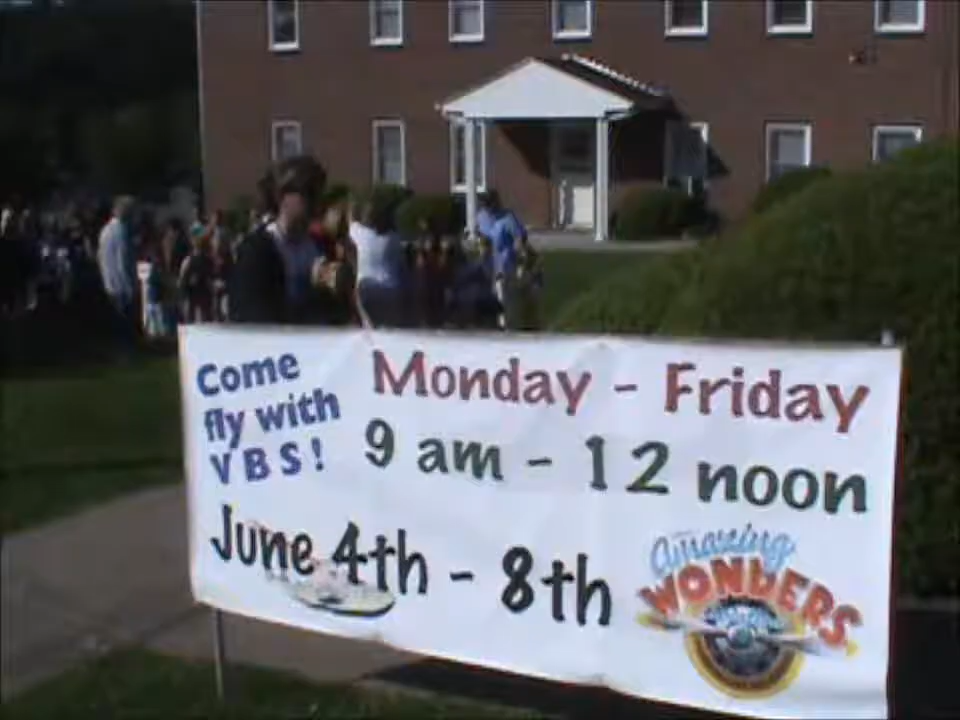 Come
fly with
VBS!
Monday - Friday
9 am - 12 noon
June 4th - 8th
Amazing
WONDERS